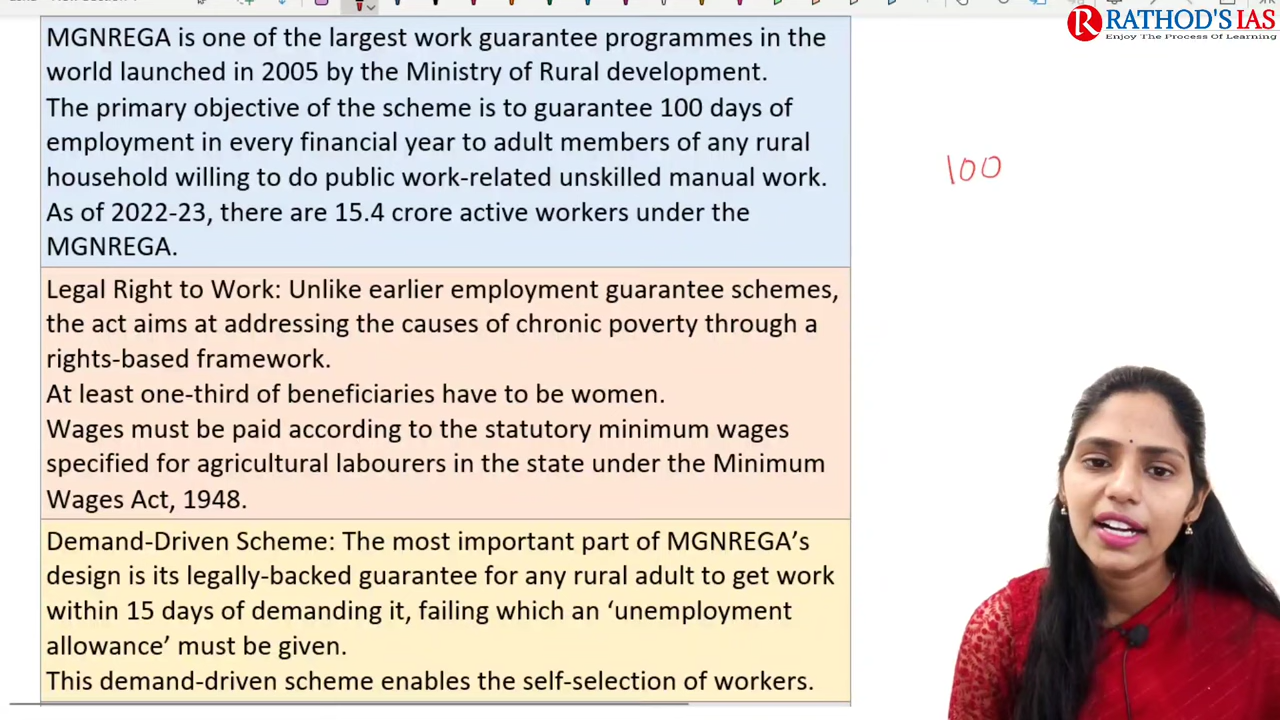 RATHOD'S IAS
Enjoy The Process Of Learning
MGNREGA is one of the largest work guarantee programmes in the
world launched in 2005 by the Ministry of Rural development.
The primary objective of the scheme is to guarantee 100 days of
employment in every financial year to adult members of any rural
household willing to do public work-related unskilled manual work.
As of 2022-23, there are 15.4 crore active workers under the
MGNREGA.
100
Legal Right to Work: Unlike earlier employment guarantee schemes,
the act aims at addressing the causes of chronic poverty through a
rights-based framework.
At least one-third of beneficiaries have to be women.
Wages must be paid according to the statutory minimum wages
specified for agricultural labourers in the state under the Minimum
Wages Act, 1948.
Demand-Driven Scheme: The most important part of MGNREGA’s
design is its legally-backed guarantee for any rural adult to get work
within 15 days of demanding it, failing which an ‘unemployment
allowance’ must be given.
This demand-driven scheme enables the self-selection of workers.